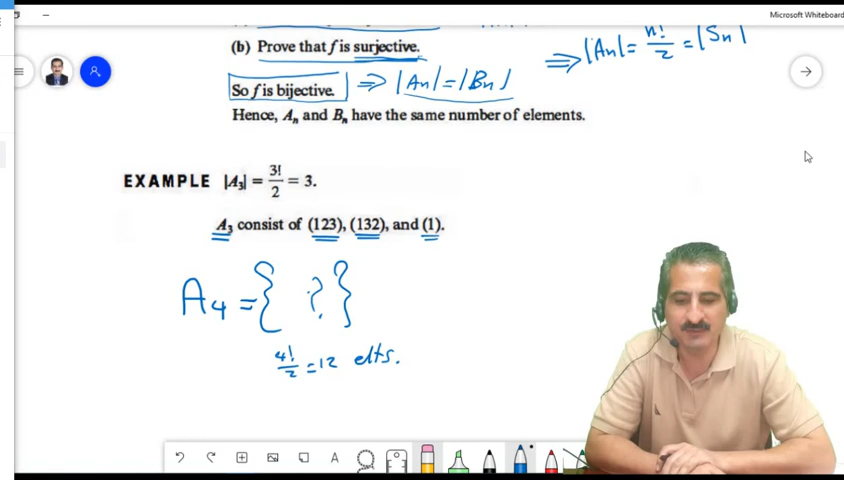 Microsoft Whiteboard
(b) Prove that f is surjective.
⟹ |An| = n!/2 = |Sn|
So f is bijective. ⟹ |An| = |Bn|
Hence, An and Bn have the same number of elements.
EXAMPLE |A3| = 3!/2 = 3.
A3 consist of (123), (132), and (1).
A4 = { ? }
4!/2 = 12 elts.